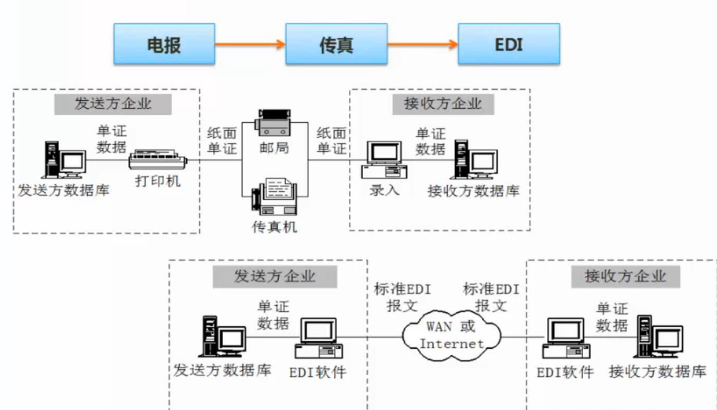 电报
传真
EDI
发送方企业
接收方企业
单证
数据
纸面
单证
邮局
纸面
单证
单证
数据
发送方数据库
打印机
传真机
录入
接收方数据库
发送方企业
接收方企业
单证
数据
标准EDI
报文
标准EDI
报文
单证
数据
WAN 或
Internet
发送方数据库
EDI软件
EDI软件
接收方数据库